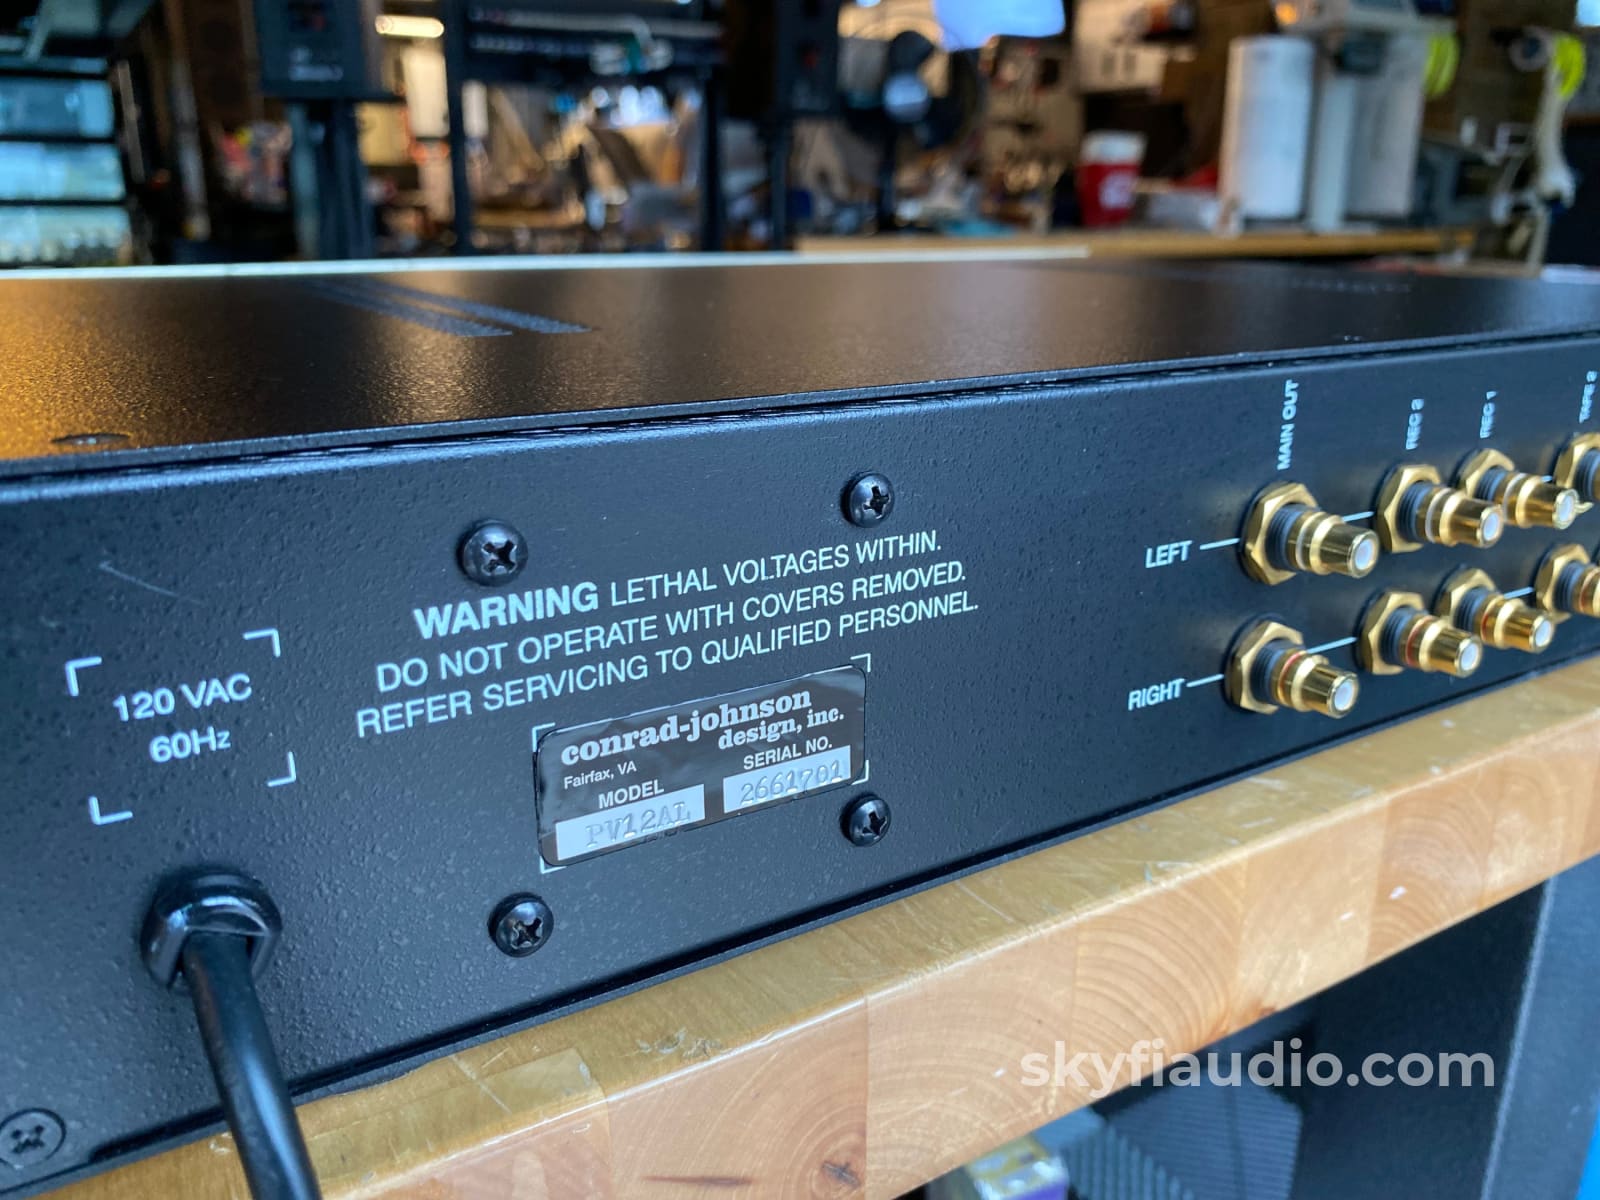 MAIN OUT
REC 2
REC 1
TAPE 2
LEFT
RIGHT
WARNING LETHAL VOLTAGES WITHIN.
DO NOT OPERATE WITH COVERS REMOVED.
REFER SERVICING TO QUALIFIED PERSONNEL.
120 VAC
60Hz
conrad-johnson
design, inc.
Fairfax, VA
MODEL
SERIAL NO.
PV12AL
2661701
skyfiaudio.com